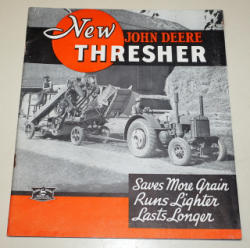 New
JOHN DEERE
THRESHER
Saves More Grain
Runs Lighter
Lasts Longer